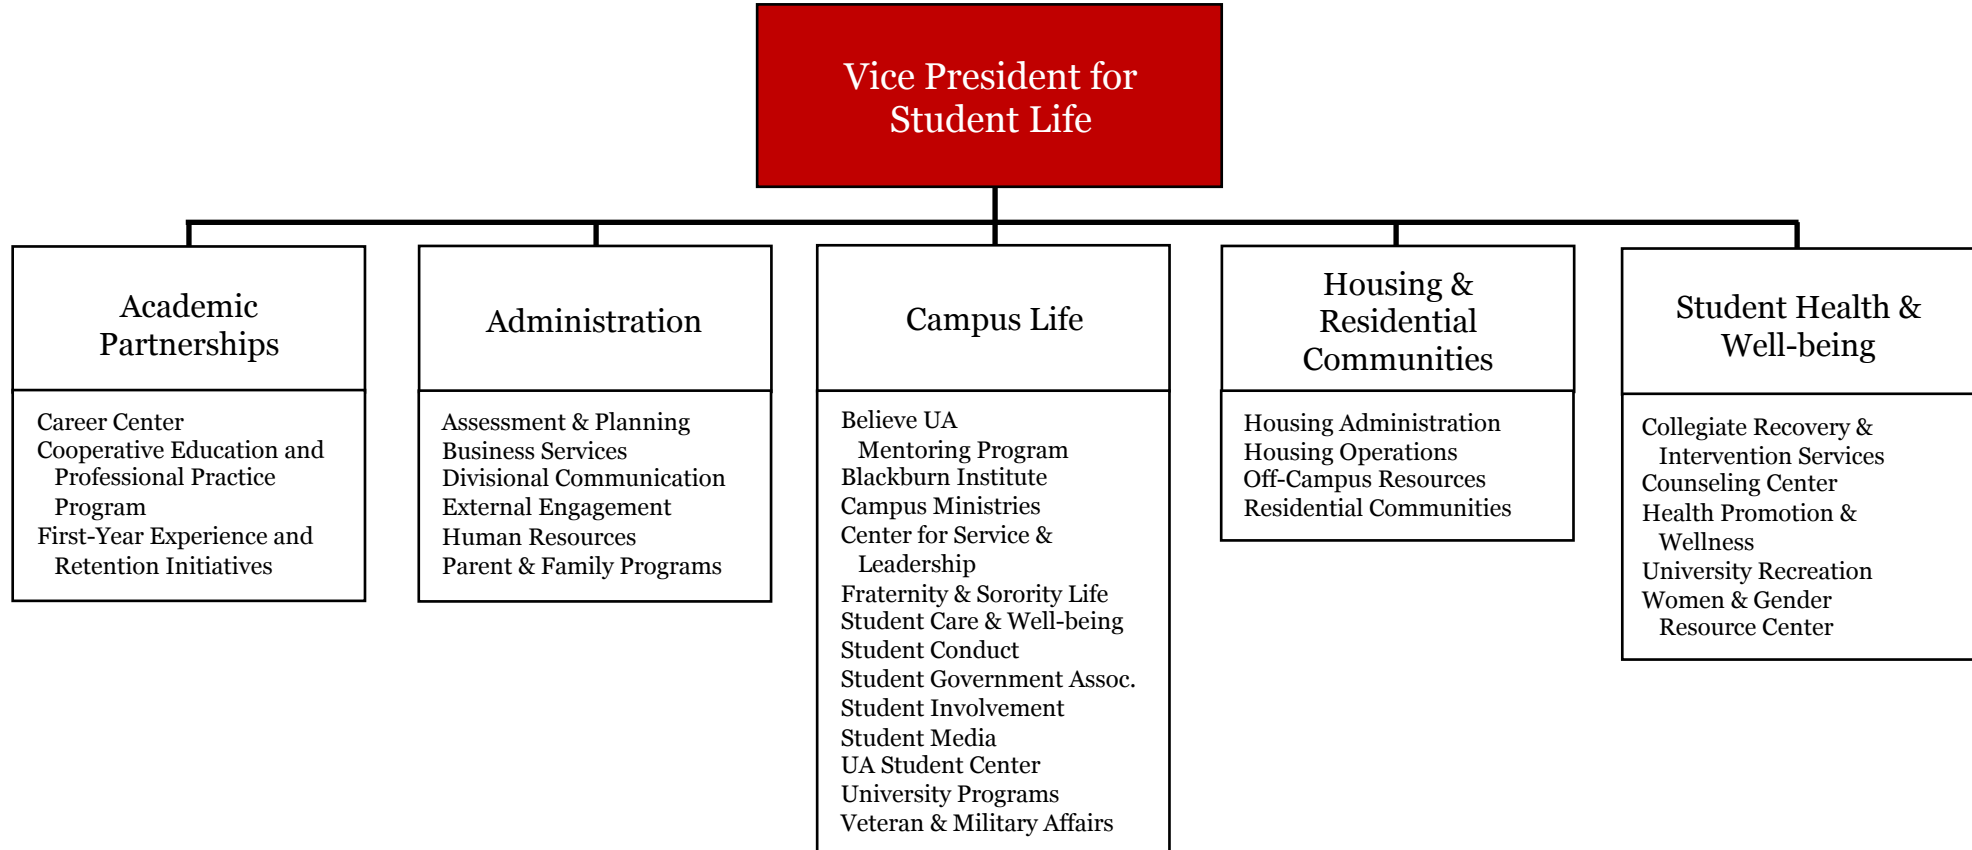 Vice President for
Student Life
Academic
Partnerships
Career Center
Cooperative Education and
Professional Practice
Program
First-Year Experience and
Retention Initiatives
Administration
Assessment & Planning
Business Services
Divisional Communication
External Engagement
Human Resources
Parent & Family Programs
Campus Life
Believe UA
Mentoring Program
Blackburn Institute
Campus Ministries
Center for Service &
Leadership
Fraternity & Sorority Life
Student Care & Well-being
Student Conduct
Student Government Assoc.
Student Involvement
Student Media
UA Student Center
University Programs
Veteran & Military Affairs
Housing &
Residential
Communities
Housing Administration
Housing Operations
Off-Campus Resources
Residential Communities
Student Health &
Well-being
Collegiate Recovery &
Intervention Services
Counseling Center
Health Promotion &
Wellness
University Recreation
Women & Gender
Resource Center